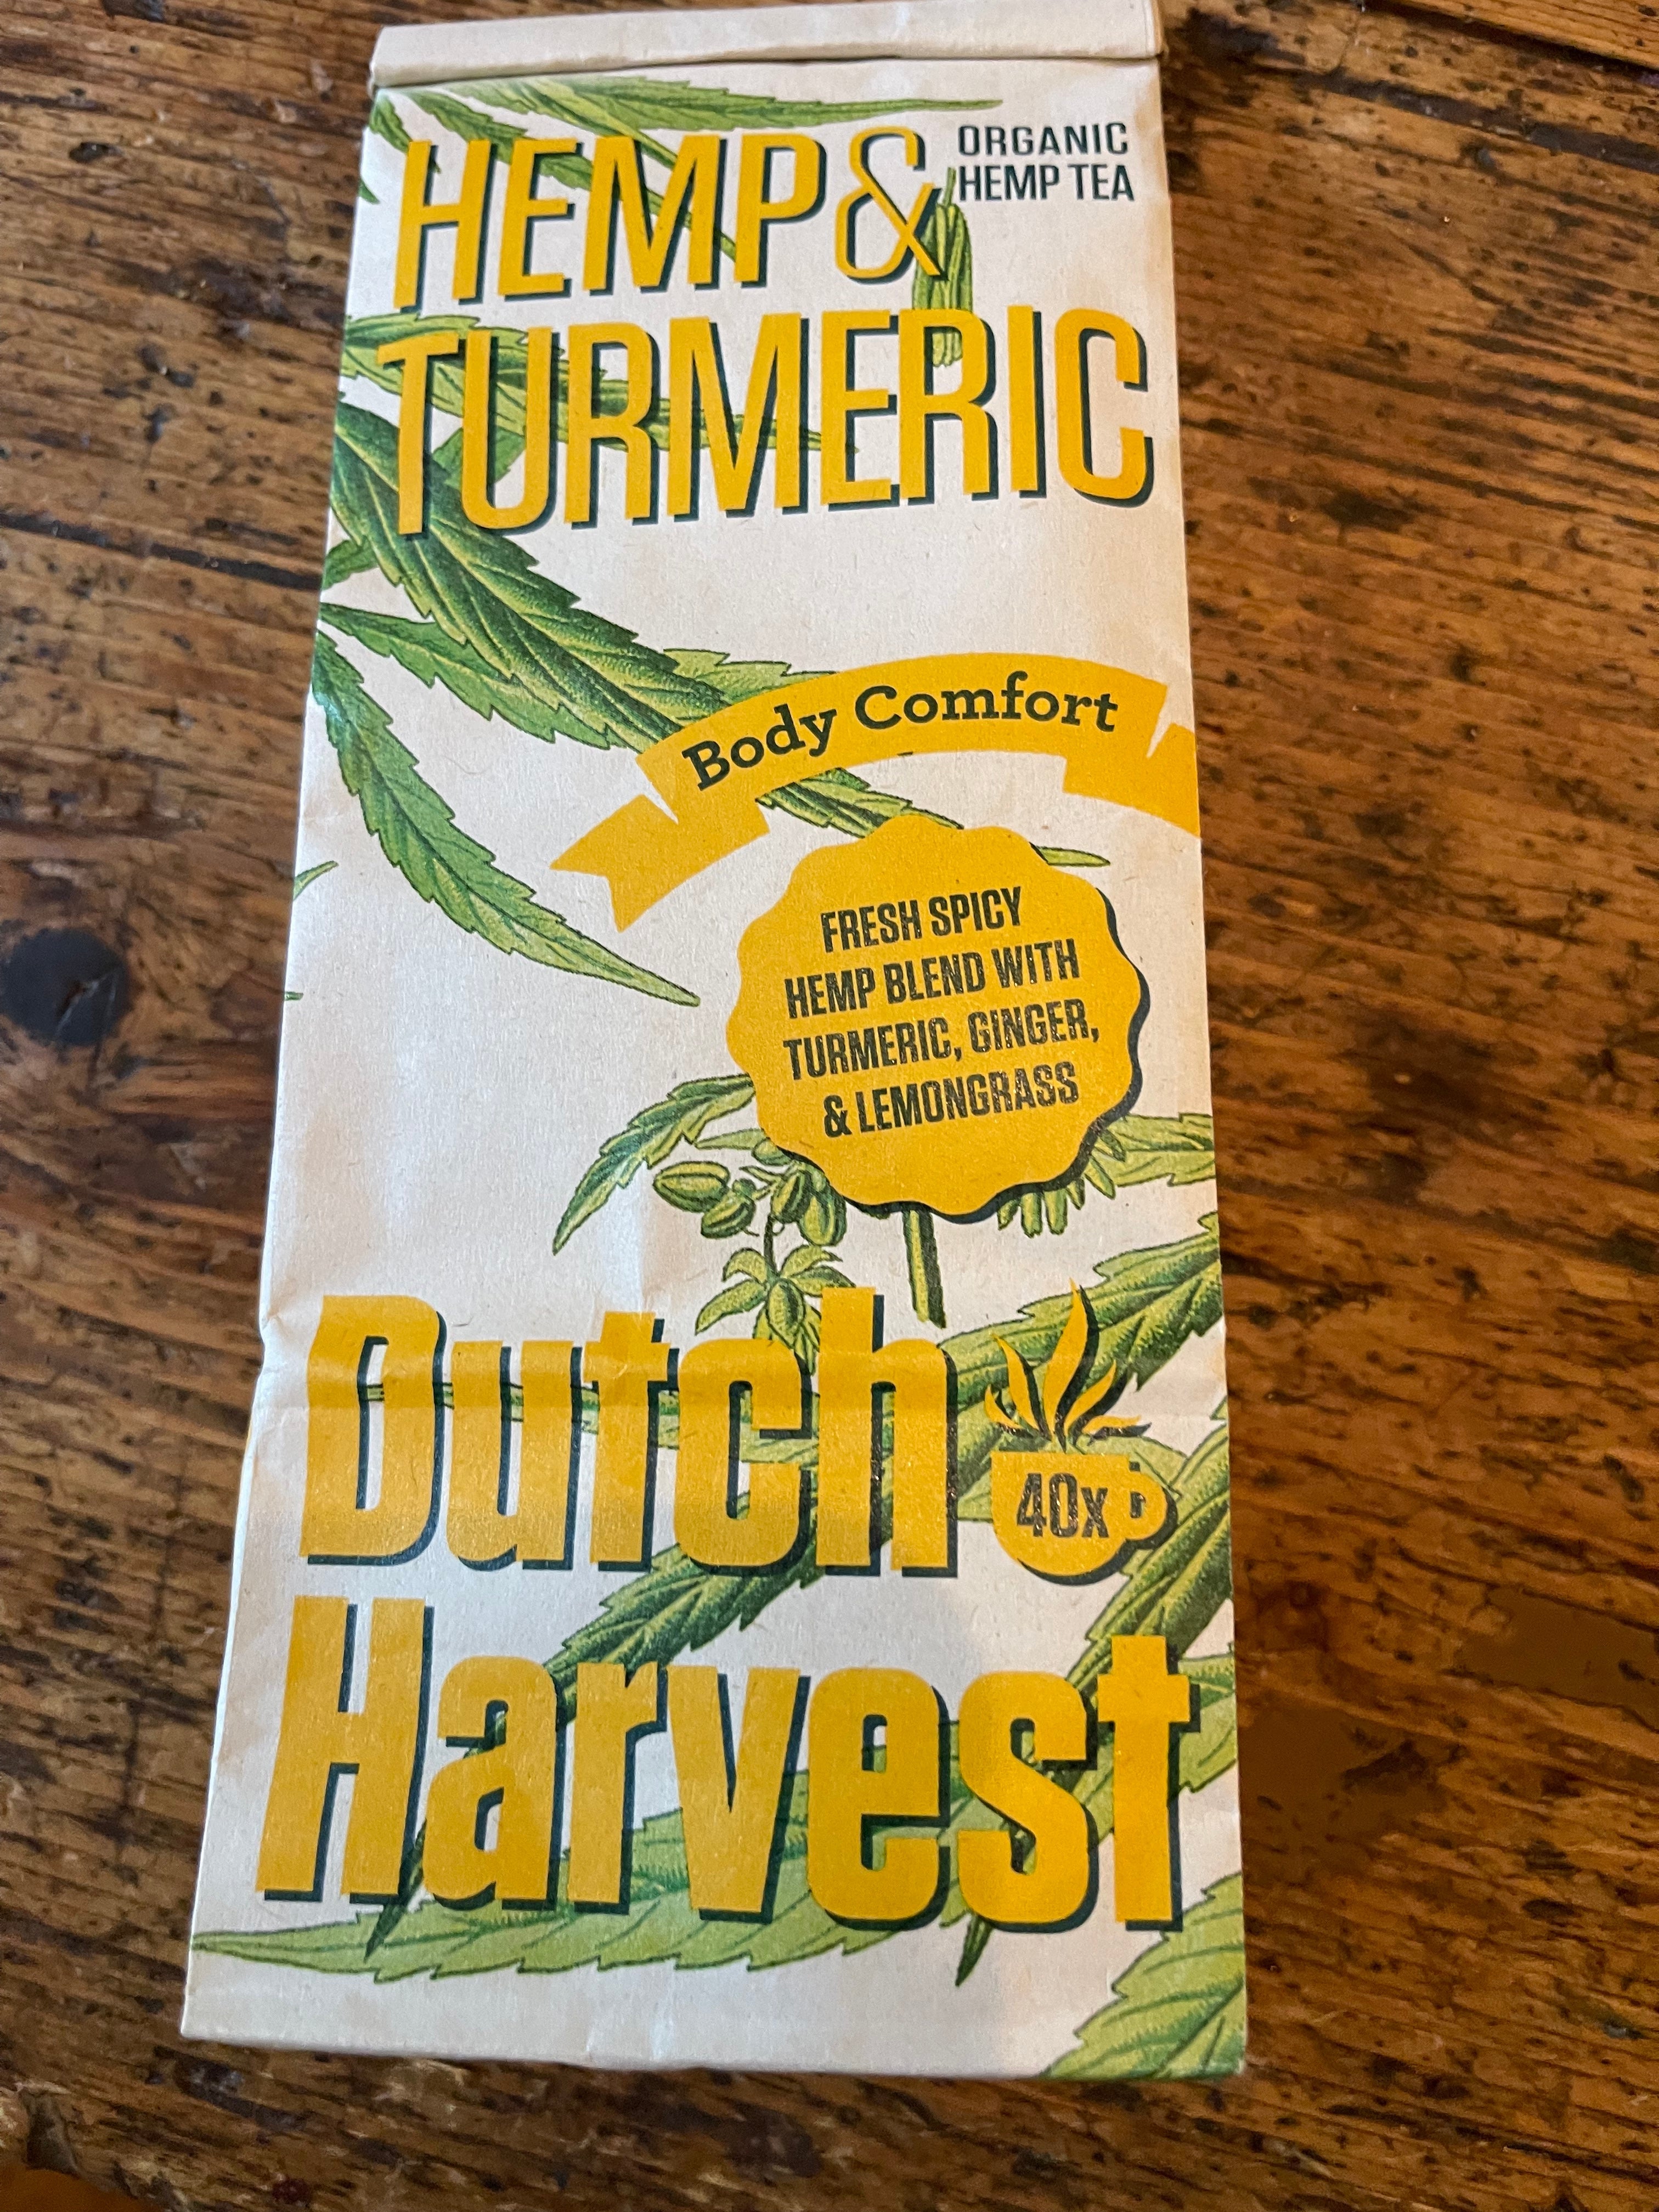 HEMP &
ORGANIC
HEMP TEA
TURMERIC
Body Comfort
FRESH SPICY
HEMP BLEND WITH
TURMERIC, GINGER,
& LEMONGRASS
Dutch
40x
Harvest